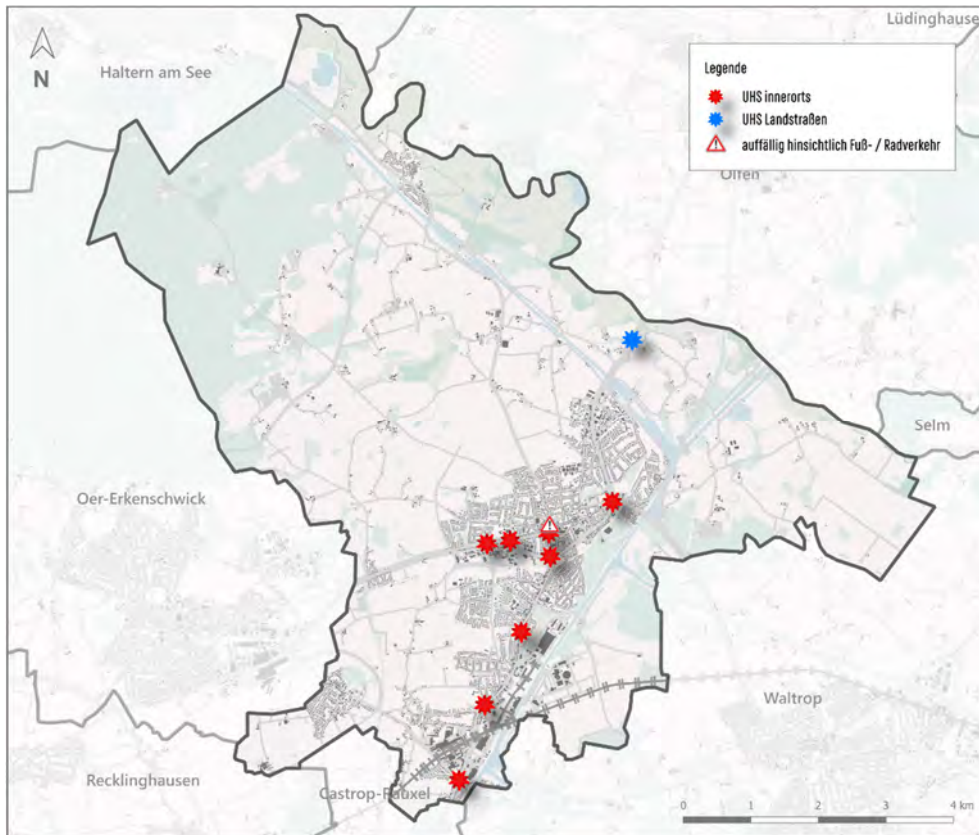 Lüdinghause
N
Haltern am See
Legende
UHS innerorts
UHS Landstraßen
auffällig hinsichtlich Fuß- / Radverkehr
Olfen
Selm
Oer-Erkenschwick
Waltrop
Recklinghausen
Castrop-Rauxel
0 1 2 3 4 km